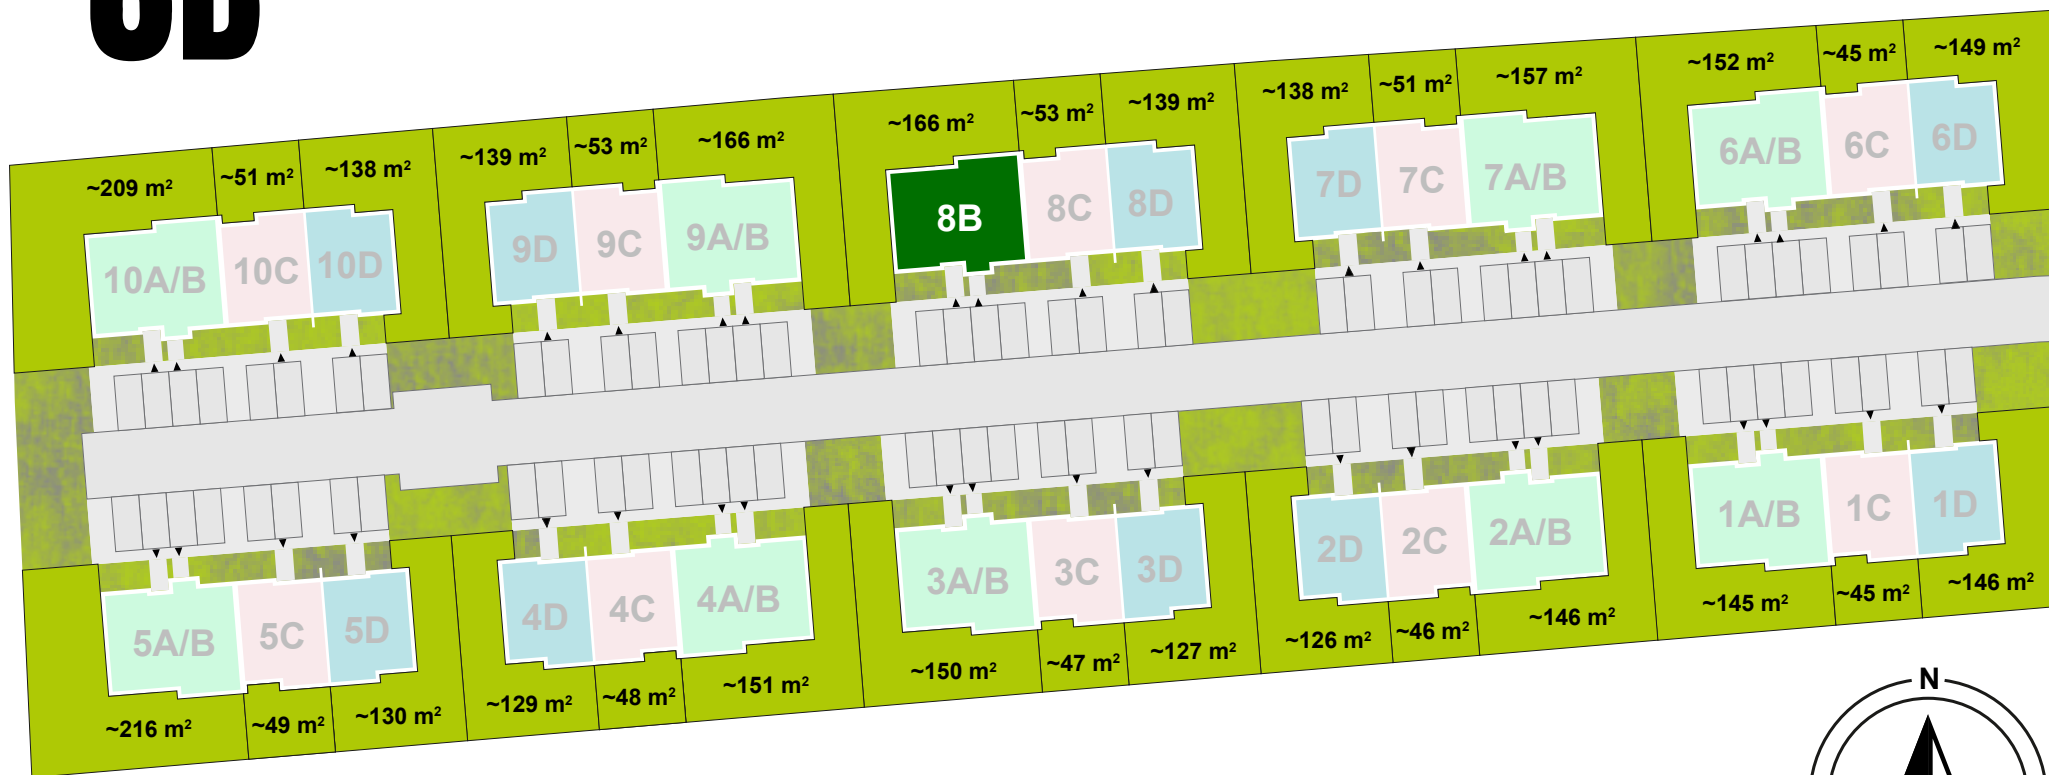 ~152 m² ~45 m² ~149 m²
~138 m² ~51 m² ~157 m²
~166 m² ~53 m² ~139 m²
~139 m² ~53 m² ~166 m²
~209 m² ~51 m² ~138 m²
10A/B 10C 10D 9D 9C 9A/B 8B 8C 8D 7D 7C 7A/B 6A/B 6C 6D
5A/B 5C 5D 4D 4C 4A/B 3A/B 3C 3D 2D 2C 2A/B 1A/B 1C 1D
~216 m² ~49 m² ~130 m²
~129 m² ~48 m² ~151 m²
~150 m² ~47 m² ~127 m²
~126 m² ~46 m² ~146 m²
~145 m² ~45 m² ~146 m²
N